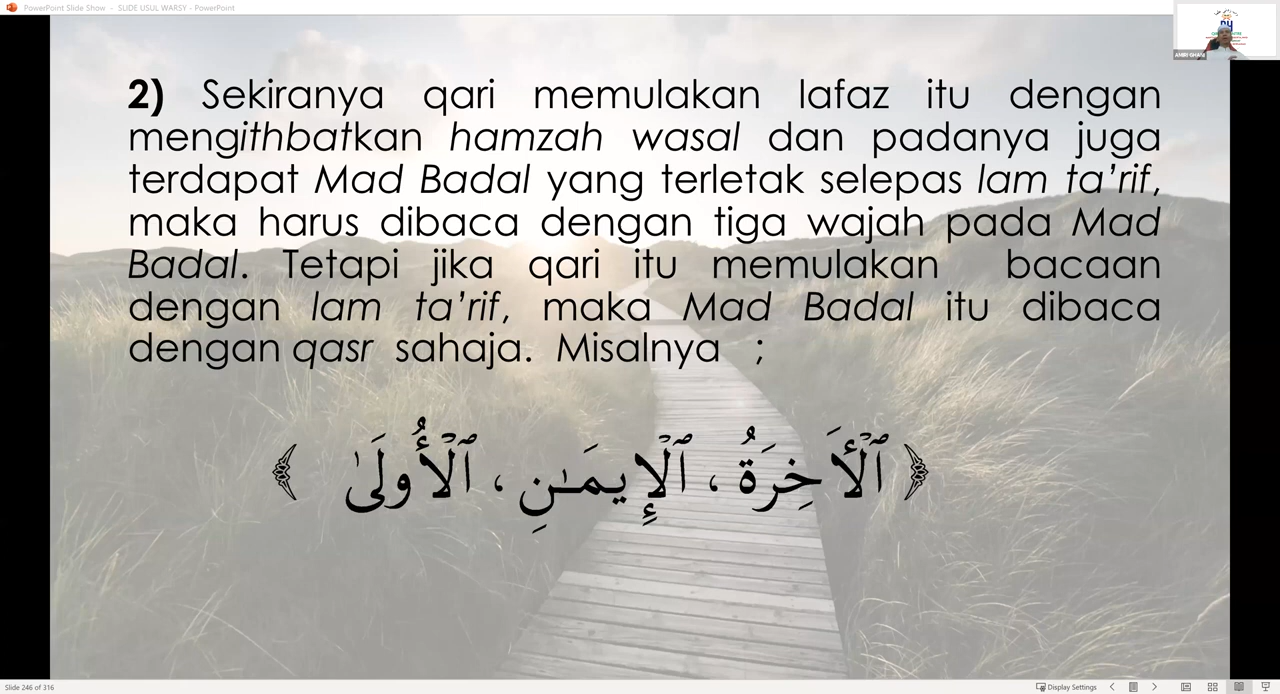 PowerPoint Slide Show - SLIDE USUL WARSY - PowerPoint
AMIRI GHANI
2) Sekiranya qari memulakan lafaz itu dengan
mengithbatkan hamzah wasal dan padanya juga
terdapat Mad Badal yang terletak selepas lam ta’rif,
maka harus dibaca dengan tiga wajah pada Mad
Badal. Tetapi jika qari itu memulakan bacaan
dengan lam ta’rif, maka Mad Badal itu dibaca
dengan qasr sahaja. Misalnya ;
﴿ ٱلْأَخِرَةُ ، ٱلْإِيمَـٰنِ ، ٱلْأُولَىٰ ﴾
Slide 246 of 316
Display Settings